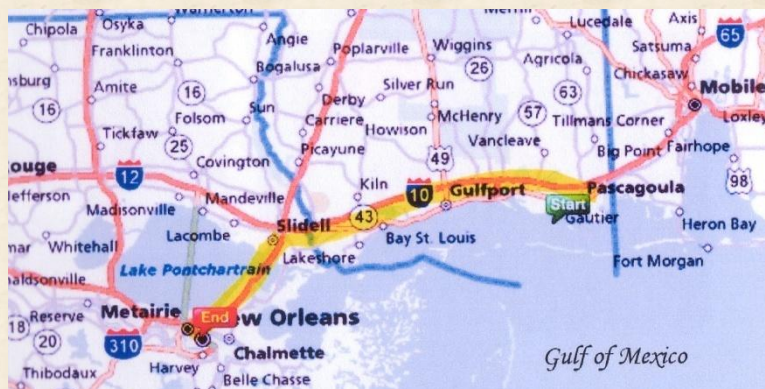 Chipola
Osyka
Angie
Merrill
Lucedale
Axis
65
Franklinton
Poplarville
Wiggins
Satsuma
Bogalusa
26
Agricola
Chickasaw
16
Derby
Silver Run
63
Mobile
16
Amite
Folsom
Sun
Carriere
Howison
McHenry
57
Tillmans Corner
Loxley
Tickfaw
25
Picayune
Vancleave
Covington
49
Big Point
Fairhope
12
Kiln
10
Gulfport
Pascagoula
98
Jefferson
Madisonville
Mandeville
43
Start
Slidell
Gautier
Lacombe
Bay St. Louis
Heron Bay
Whitehall
Lakeshore
Fort Morgan
Lake Pontchartrain
Reserve
Metairie
End
ew Orleans
18
20
310
Chalmette
Gulf of Mexico
Harvey
Thibodaux
Belle Chasse